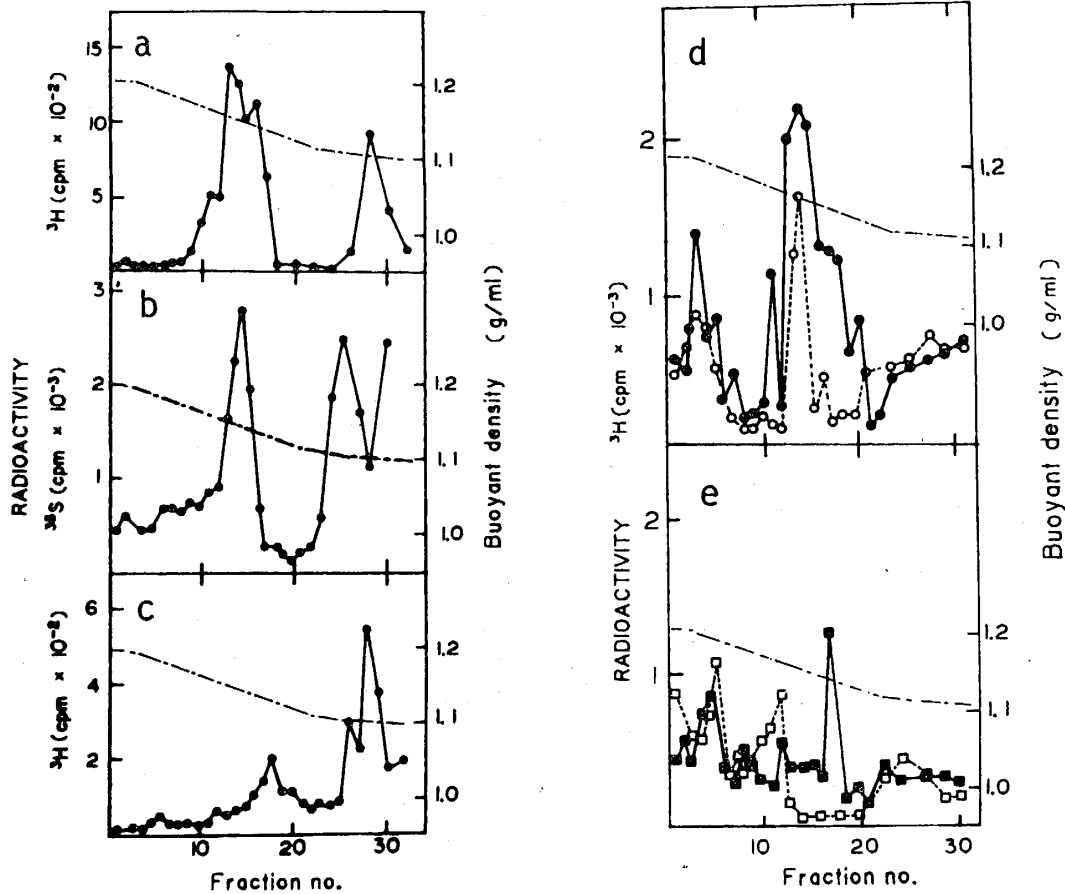 a
15
10
5
³H (cpm × 10⁻²)
1.2
1.1
1.0
b
3
2
1
³⁵S (cpm × 10⁻³)
1.2
1.1
1.0
c
6
4
2
³H (cpm × 10⁻²)
1.2
1.1
1.0
10
20
30
Fraction no.
RADIOACTIVITY
Buoyant density (g/ml)
d
2
1
³H (cpm × 10⁻³)
1.2
1.1
1.0
e
2
1
1.2
1.1
1.0
10
20
30
Fraction no.
RADIOACTIVITY
Buoyant density (g/ml)